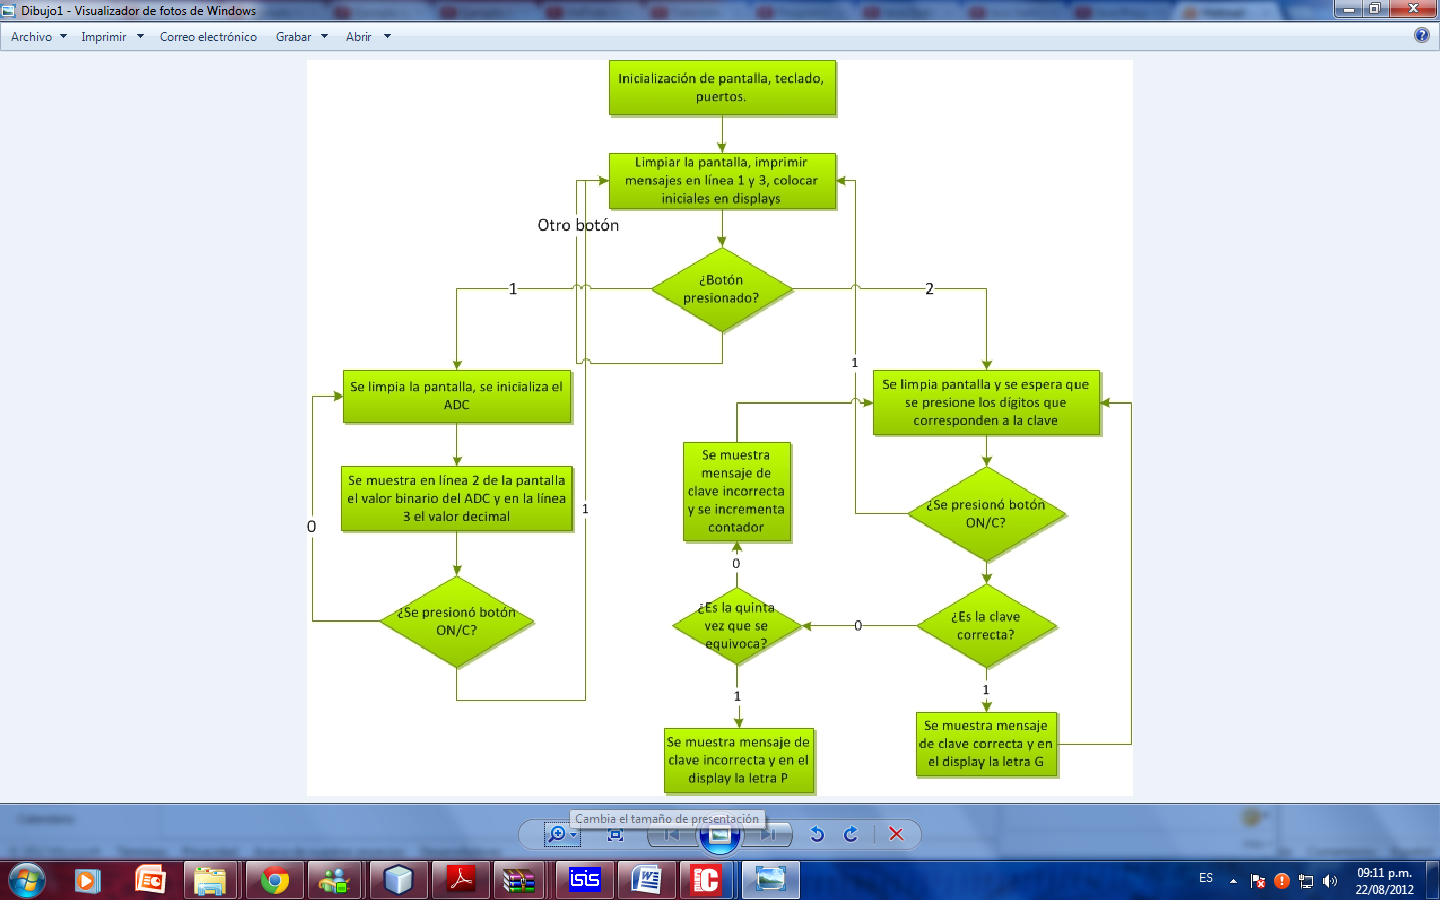 Dibujo1 - Visualizador de fotos de Windows
Archivo Imprimir Correo electrónico Grabar Abrir
Inicialización de pantalla, teclado,
puertos.
Limpiar la pantalla, imprimir
mensajes en línea 1 y 3, colocar
iniciales en displays
Otro botón
¿Botón
presionado?
1
2
1
Se limpia la pantalla, se inicializa el
ADC
Se limpia pantalla y se espera que
se presione los dígitos que
corresponden a la clave
Se muestra en línea 2 de la pantalla
el valor binario del ADC y en la línea
3 el valor decimal
0
1
Se muestra
mensaje de
clave incorrecta
y se incrementa
contador
¿Se presionó botón
ON/C?
0
¿Se presionó botón
ON/C?
¿Es la quinta
vez que se
equivoca?
0
¿Es la clave
correcta?
1
1
Se muestra mensaje de
clave incorrecta y en el
display la letra P
Se muestra mensaje
de clave correcta y en
el display la letra G
Cambia el tamaño de presentación
isis
ES
09:11 p.m.
22/08/2012